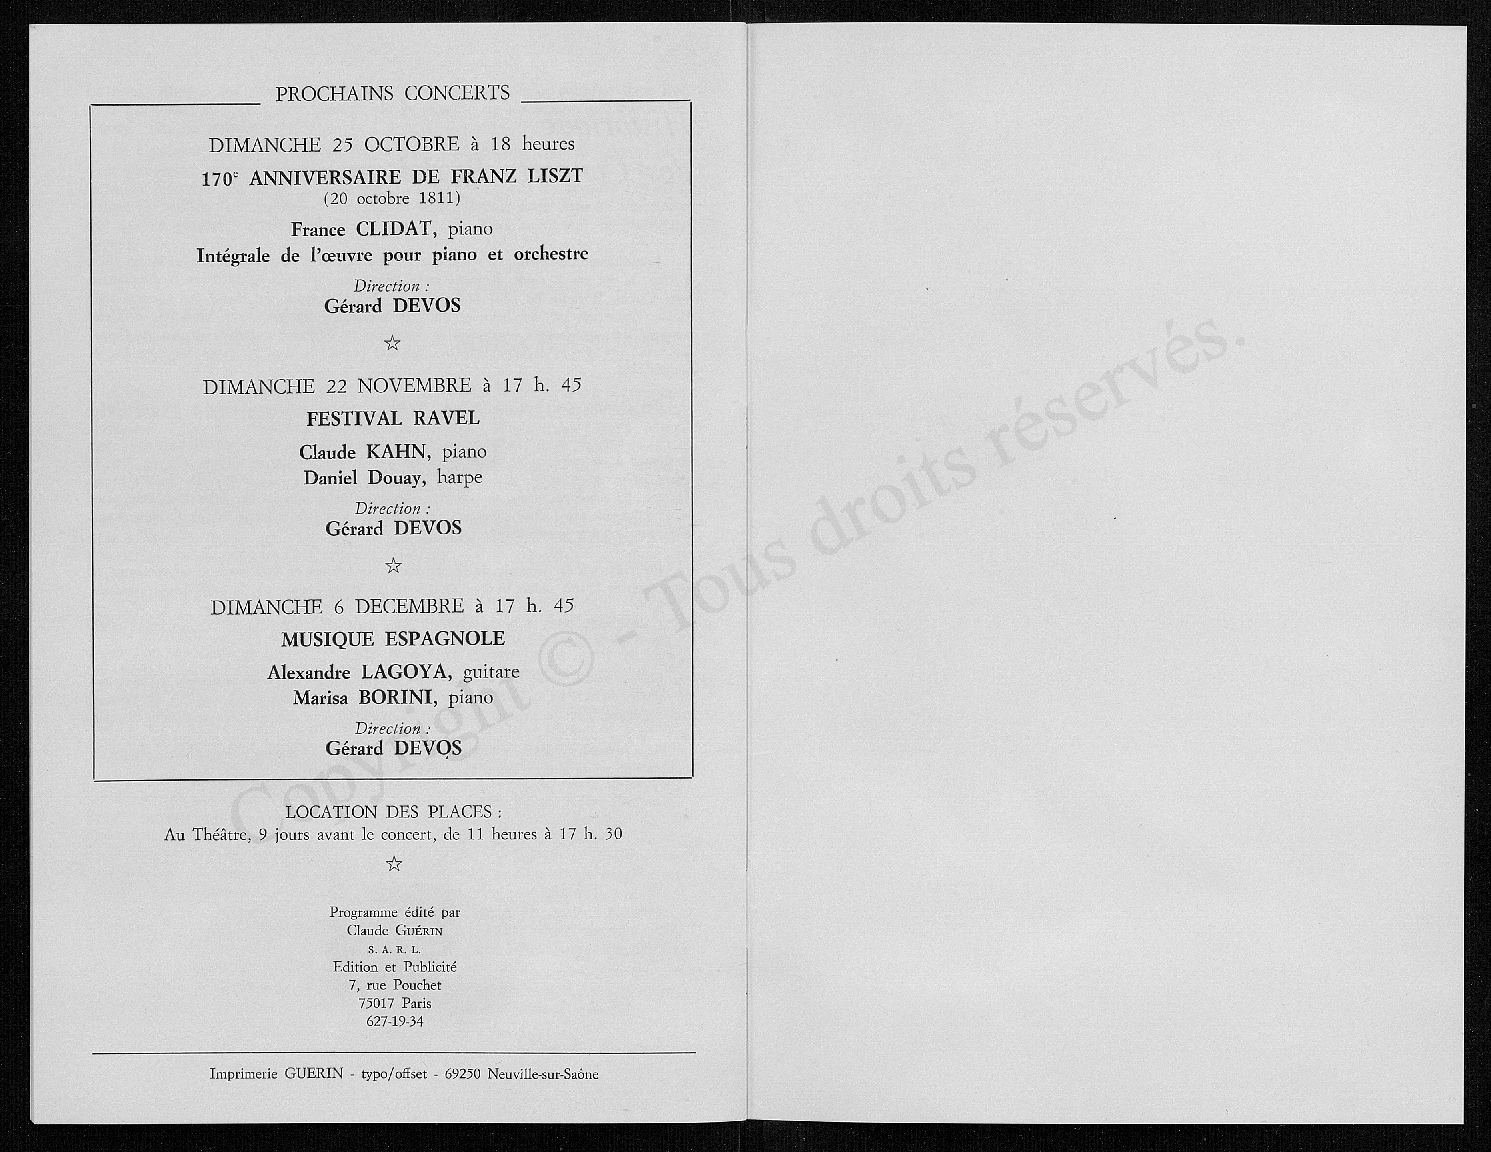 PROCHAINS CONCERTS
DIMANCHE 25 OCTOBRE à 18 heures
170e ANNIVERSAIRE DE FRANZ LISZT
(20 octobre 1811)
France CLIDAT, piano
Intégrale de l'œuvre pour piano et orchestre
Direction :
Gérard DEVOS
☆
DIMANCHE 22 NOVEMBRE à 17 h. 45
FESTIVAL RAVEL
Claude KAHN, piano
Daniel Douay, harpe
Direction :
Gérard DEVOS
☆
DIMANCHE 6 DECEMBRE à 17 h. 45
MUSIQUE ESPAGNOLE
Alexandre LAGOYA, guitare
Marisa BORINI, piano
Direction :
Gérard DEVOS
LOCATION DES PLACES :
Au Théâtre, 9 jours avant le concert, de 11 heures à 17 h. 30
☆
Programme édité par
Claude GUÉRIN
S. A. R. L.
Edition et Publicité
7, rue Pouchet
75017 Paris
627-19-34
Imprimerie GUERIN - typo/offset - 69250 Neuville-sur-Saône
Copyright © - Tous droits réservés.